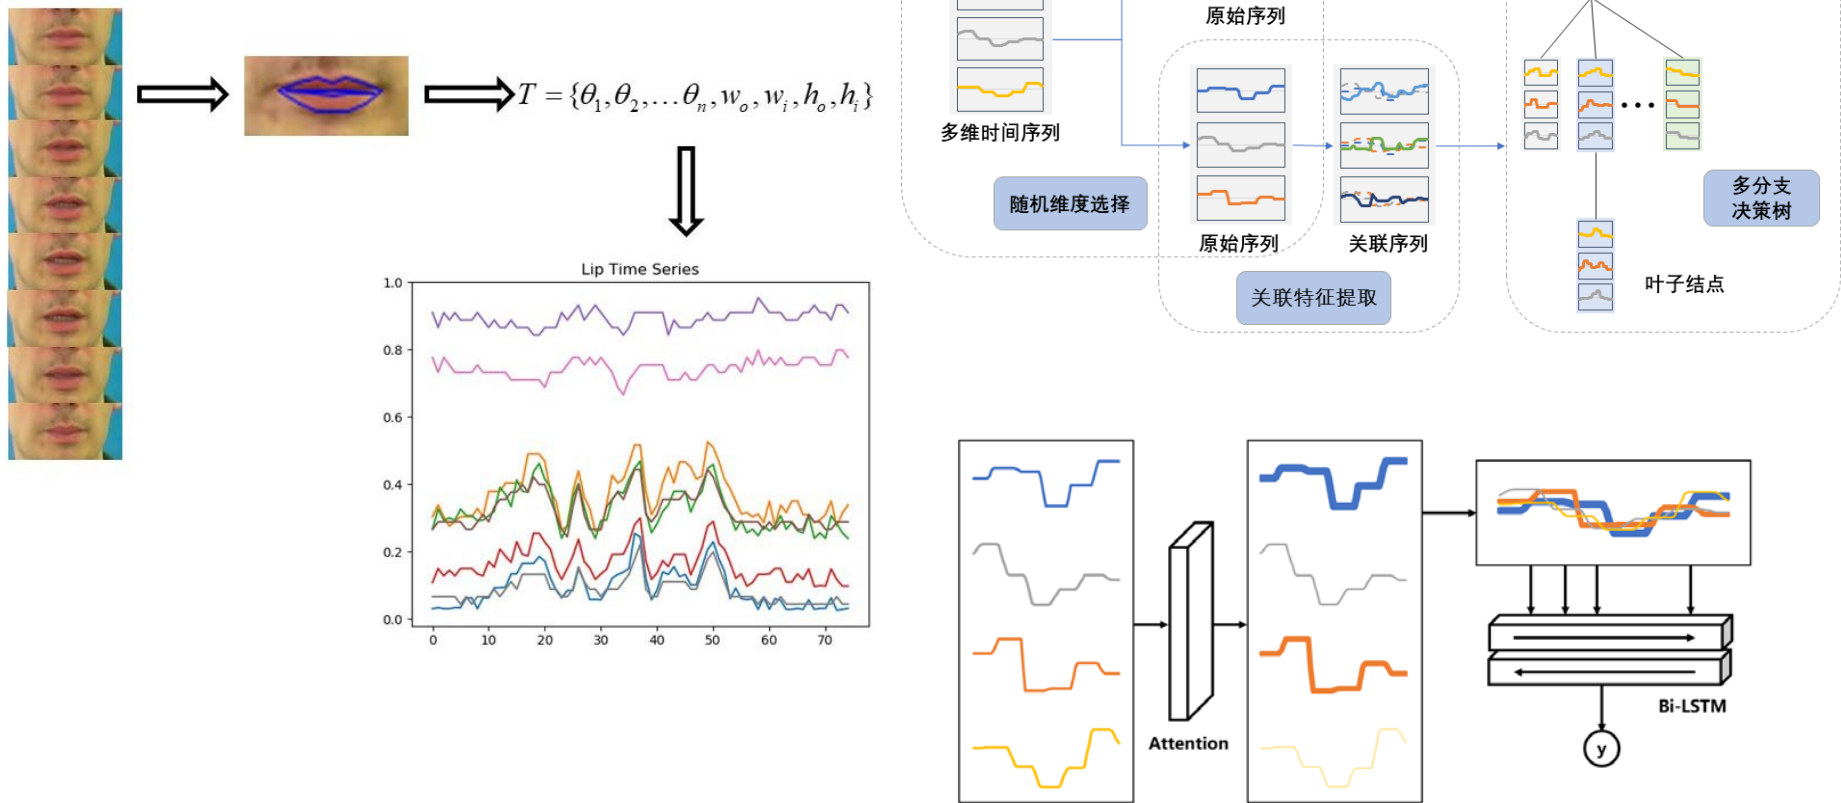 T = {θ₁, θ₂, ...θₙ, wₒ, wᵢ, hₒ, hᵢ}
Lip Time Series
1.0
0.8
0.6
0.4
0.2
0.0
0 10 20 30 40 50 60 70
原始序列
多维时间序列
随机维度选择
原始序列
关联序列
关联特征提取
多分支
决策树
叶子结点
Attention
Bi-LSTM
y